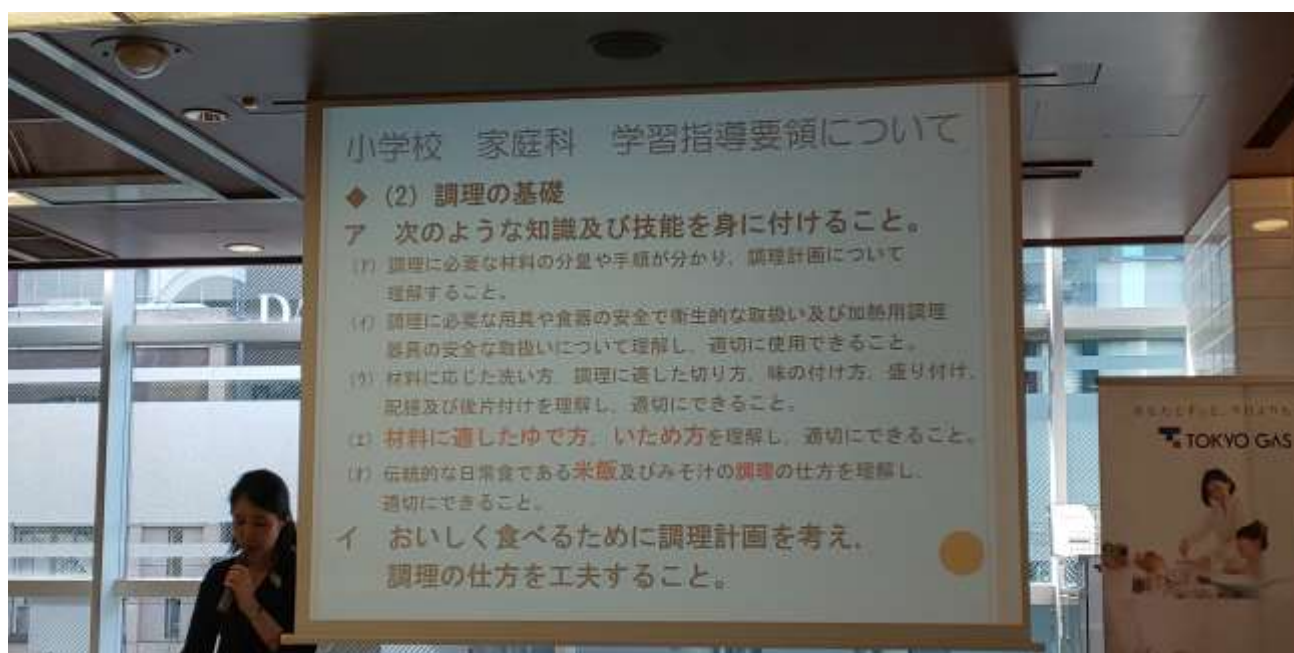 小学校 家庭科 学習指導要領について
◆ (2) 調理の基礎
ア 次のような知識及び技能を身に付けること。
(ア) 調理に必要な材料の分量や手順が分かり、調理計画について
理解すること。
(イ) 調理に必要な用具や食器の安全で衛生的な取扱い及び加熱用調理
器具の安全な取扱いについて理解し、適切に使用できること。
(ウ) 材料に応じた洗い方、調理に適した切り方、味の付け方、盛り付け、
配膳及び後片付けを理解し、適切にできること。
(エ) 材料に適したゆで方、いため方を理解し、適切にできること。
(オ) 伝統的な日常食である米飯及びみそ汁の調理の仕方を理解し、
適切にできること。
イ おいしく食べるために調理計画を考え、
調理の仕方を工夫すること。
TOKYO GAS